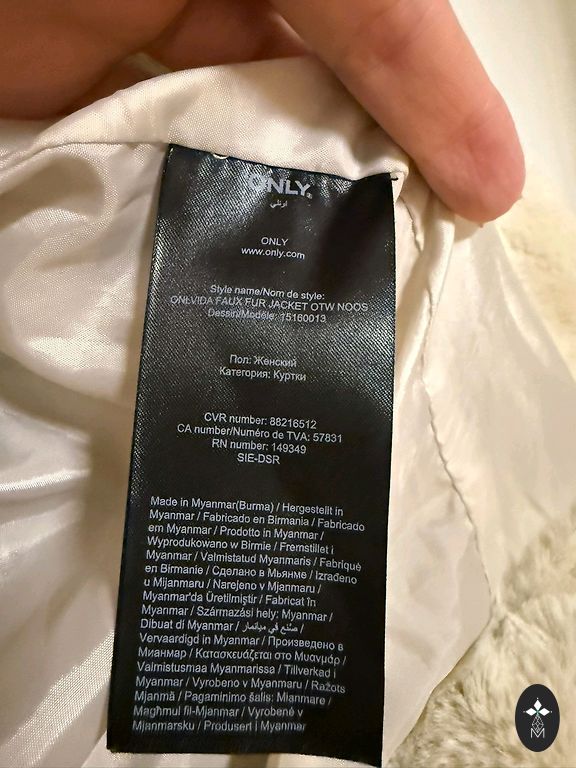 ONLY®
اونلي
ONLY
www.only.com
Style name/Nom de style:
ONLVIDA FAUX FUR JACKET OTW NOOS
Dessin/Modèle: 15160013
Пол: Женский
Категория: Куртки
CVR number: 88216512
CA number/Numéro de TVA: 57831
RN number: 149349
SIE-DSR
Made in Myanmar(Burma) / Hergestellt in
Myanmar / Fabricado en Birmania / Fabricado
em Myanmar / Prodotto in Myanmar /
Wyprodukowano w Birmie / Fremstillet i
Myanmar / Valmistatud Myanmaris / Fabriqué
en Birmanie / Сделано в Мьянме / Izrađeno
u Mijanmaru / Narejeno v Mjanmaru /
Myanmar'da Üretilmiştir / Fabricat în
Myanmar / Származási hely: Myanmar /
Dibuat di Myanmar / صنع في ميانمار /
Vervaardigd in Myanmar / Произведено в
Мианмар / Κατασκευάζεται στο Μυανμάρ /
Valmistusmaa Myanmarissa / Tillverkad i
Myanmar / Vyrobeno v Myanmaru / Ražots
Mjanmā / Pagaminimo šalis: Mianmare /
Magħmul fil-Mjanmar / Vyrobené v
Mjanmarsku / Produsert i Myanmar
M